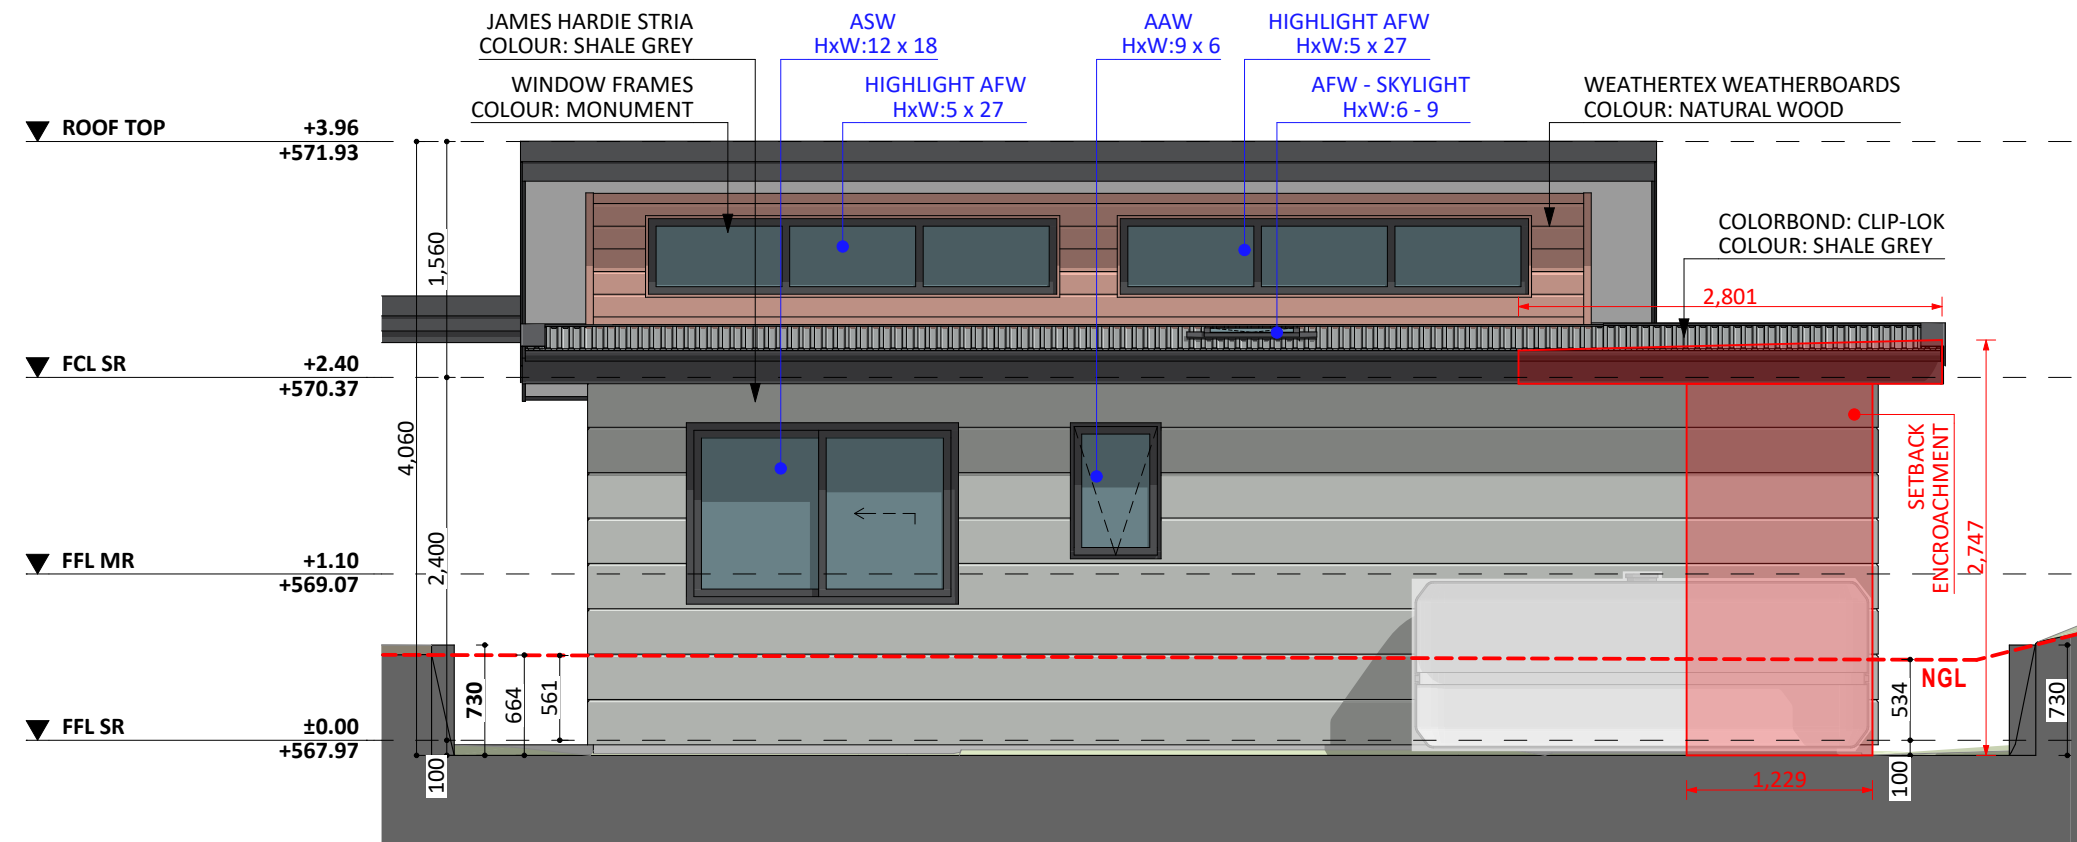 JAMES HARDIE STRIA
COLOUR: SHALE GREY
ASW
HxW:12 x 18
AAW
HxW:9 x 6
HIGHLIGHT AFW
HxW:5 x 27
WINDOW FRAMES
COLOUR: MONUMENT
HIGHLIGHT AFW
HxW:5 x 27
AFW - SKYLIGHT
HxW:6 - 9
WEATHERTEX WEATHERBOARDS
COLOUR: NATURAL WOOD
ROOF TOP +3.96
+571.93
COLORBOND: CLIP-LOK
COLOUR: SHALE GREY
1,560
2,801
FCL SR +2.40
+570.37
4,060
2,400
SETBACK
ENCROACHMENT
2,747
FFL MR +1.10
+569.07
730
664
561
NGL
534
730
FFL SR ±0.00
+567.97
100
1,229
100